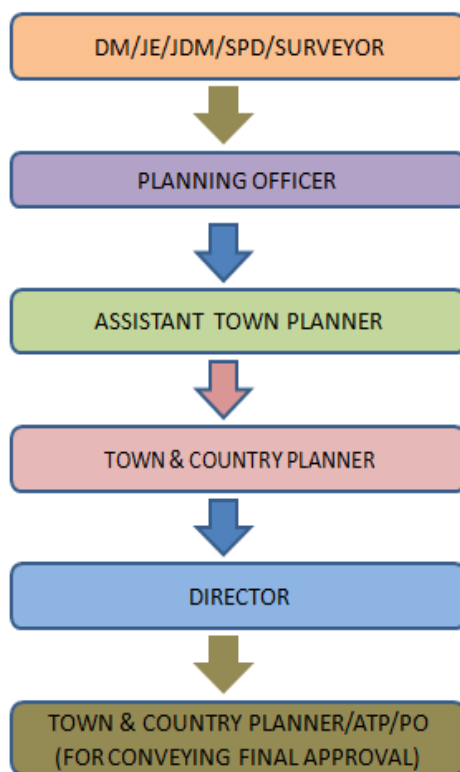 DM/JE/JDM/SPD/SURVEYOR
PLANNING OFFICER
ASSISTANT TOWN PLANNER
TOWN & COUNTRY PLANNER
DIRECTOR
TOWN & COUNTRY PLANNER/ATP/PO
(FOR CONVEYING FINAL APPROVAL)